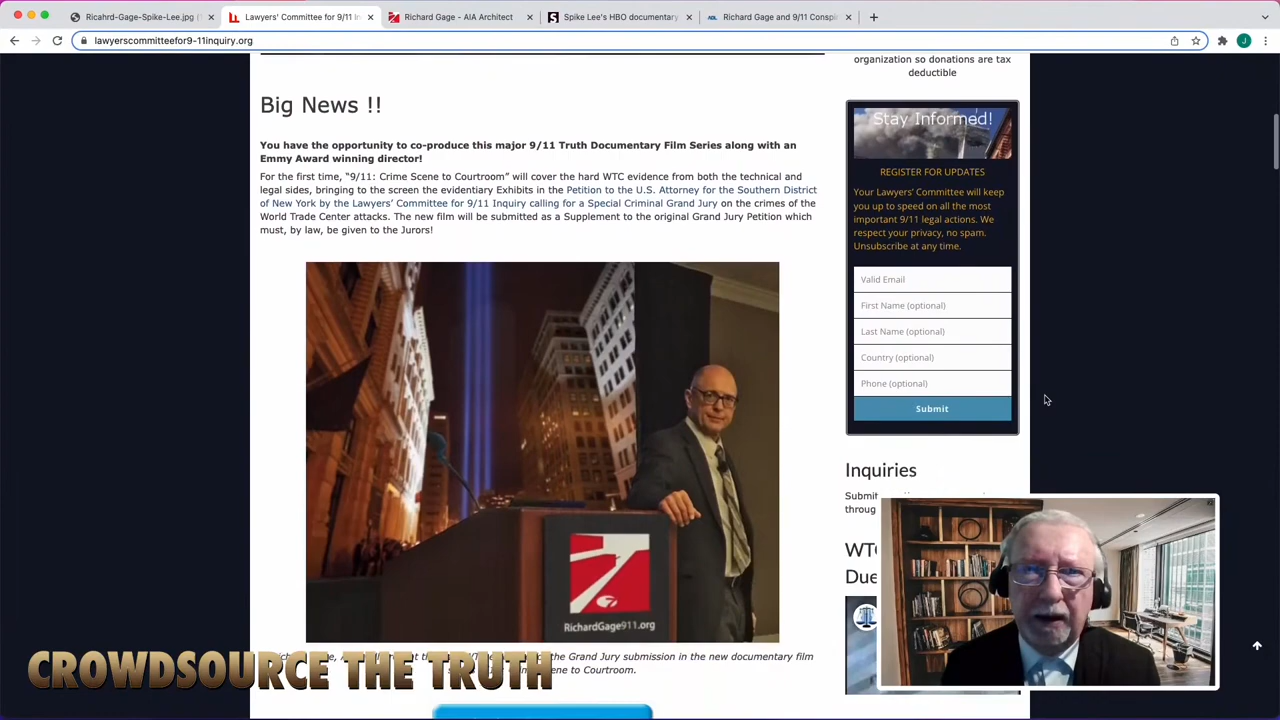 Ricahrd-Gage-Spike-Lee.jpg (1
Lawyers' Committee for 9/11 In
Richard Gage - AIA Architect
Spike Lee's HBO documentary
Richard Gage and 9/11 Conspi
lawyerscommitteefor9-11inquiry.org
organization so donations are tax
deductible
Big News !!
You have the opportunity to co-produce this major 9/11 Truth Documentary Film Series along with an
Emmy Award winning director!
For the first time, “9/11: Crime Scene to Courtroom” will cover the hard WTC evidence from both the technical and
legal sides, bringing to the screen the evidentiary Exhibits in the Petition to the U.S. Attorney for the Southern District
of New York by the Lawyers’ Committee for 9/11 Inquiry calling for a Special Criminal Grand Jury on the crimes of the
World Trade Center attacks. The new film will be submitted as a Supplement to the original Grand Jury Petition which
must, by law, be given to the Jurors!
RichardGage911.org
the Grand Jury submission in the new documentary film
ene to Courtroom.
Stay Informed!
REGISTER FOR UPDATES
Your Lawyers' Committee will keep
you up to speed on all the most
important 9/11 legal actions. We
respect your privacy, no spam.
Unsubscribe at any time.
Valid Email
First Name (optional)
Last Name (optional)
Country (optional)
Phone (optional)
Submit
Inquiries
Submit
throug
WTC
Due
CROWDSOURCE THE TRUTH